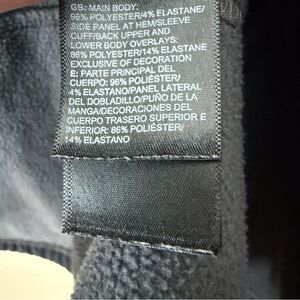 GB: MAIN BODY:
96% POLYESTER/4% ELASTANE/
SIDE PANEL AT HEM/SLEEVE
CUFF/BACK UPPER AND
LOWER BODY OVERLAYS:
86% POLYESTER/14% ELASTANE
EXCLUSIVE OF DECORATION
E: PARTE PRINCIPAL DEL
CUERPO: 96% POLIÉSTER/
4% ELASTANO/PANEL LATERAL
DEL DOBLADILLO/PUÑO DE LA
MANGA/DECORACIONES DEL
CUERPO TRASERO SUPERIOR E
INFERIOR: 86% POLIÉSTER/
14% ELASTANO